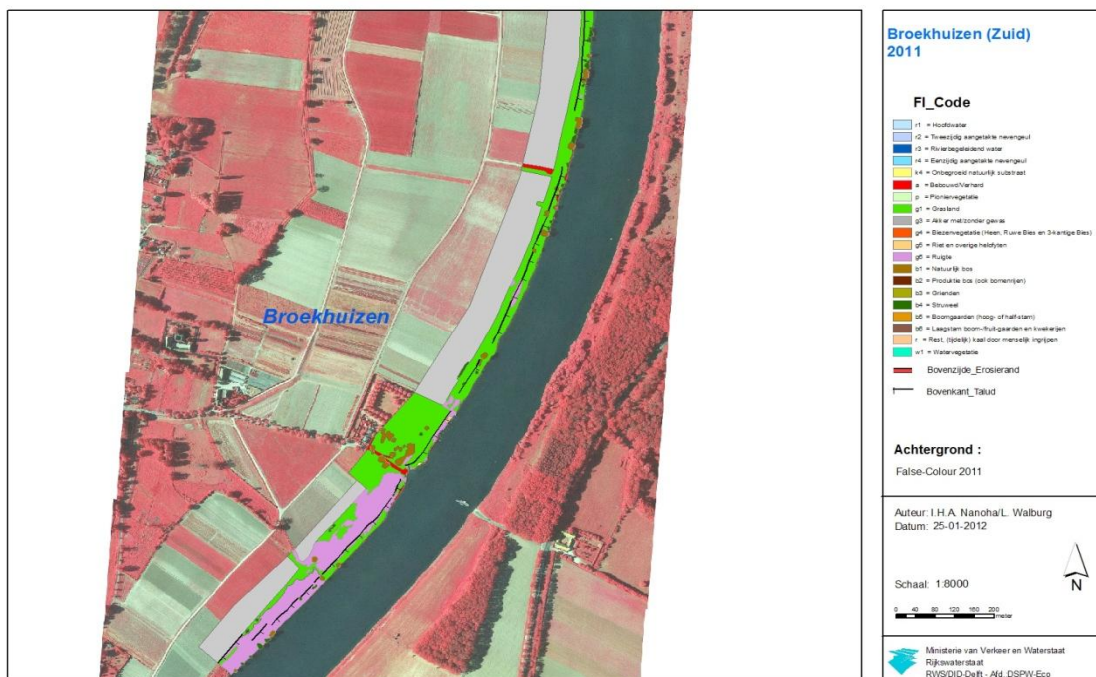 Broekhuizen (Zuid)
2011
Fl_Code
r1 = Hoofdwater
r2 = Tweezijdig aangetakte nevengeul
r3 = Rivierbegeleidend water
r4 = Eenzijdig aangetakte nevengeul
k4 = Onbegroeid natuurlijk substraat
a = Bebouwd/Verhard
p = Pioniervegetatie
g1 = Grasland
g3 = Akker met/zonder gewas
g4 = Biezenvegetatie (Heen, Ruwe Bies en 3-kantige Bies)
g5 = Riet en overige helofyten
g6 = Ruigte
b1 = Natuurlijk bos
b2 = Produktie bos (ook bomenrijen)
b3 = Grienden
b4 = Struweel
b5 = Boomgaarden (hoog- of half-stam)
b6 = Laagstam boom-/fruit-gaarden en kwekerijen
r = Rest, (tijdelijk) kaal door menselijk ingrijpen
w1 = Watervegetatie
Bovenzijde_Erosierand
Bovenkant_Talud
Broekhuizen
Achtergrond :
False-Colour 2011
Auteur: I.H.A. Nanoha/L. Walburg
Datum: 25-01-2012
Schaal: 1:8000
N
0 40 80 120 160 200
meter
Ministerie van Verkeer en Waterstaat
Rijkswaterstaat
RWS/DID-Delft - Afd. DSPW-Eco